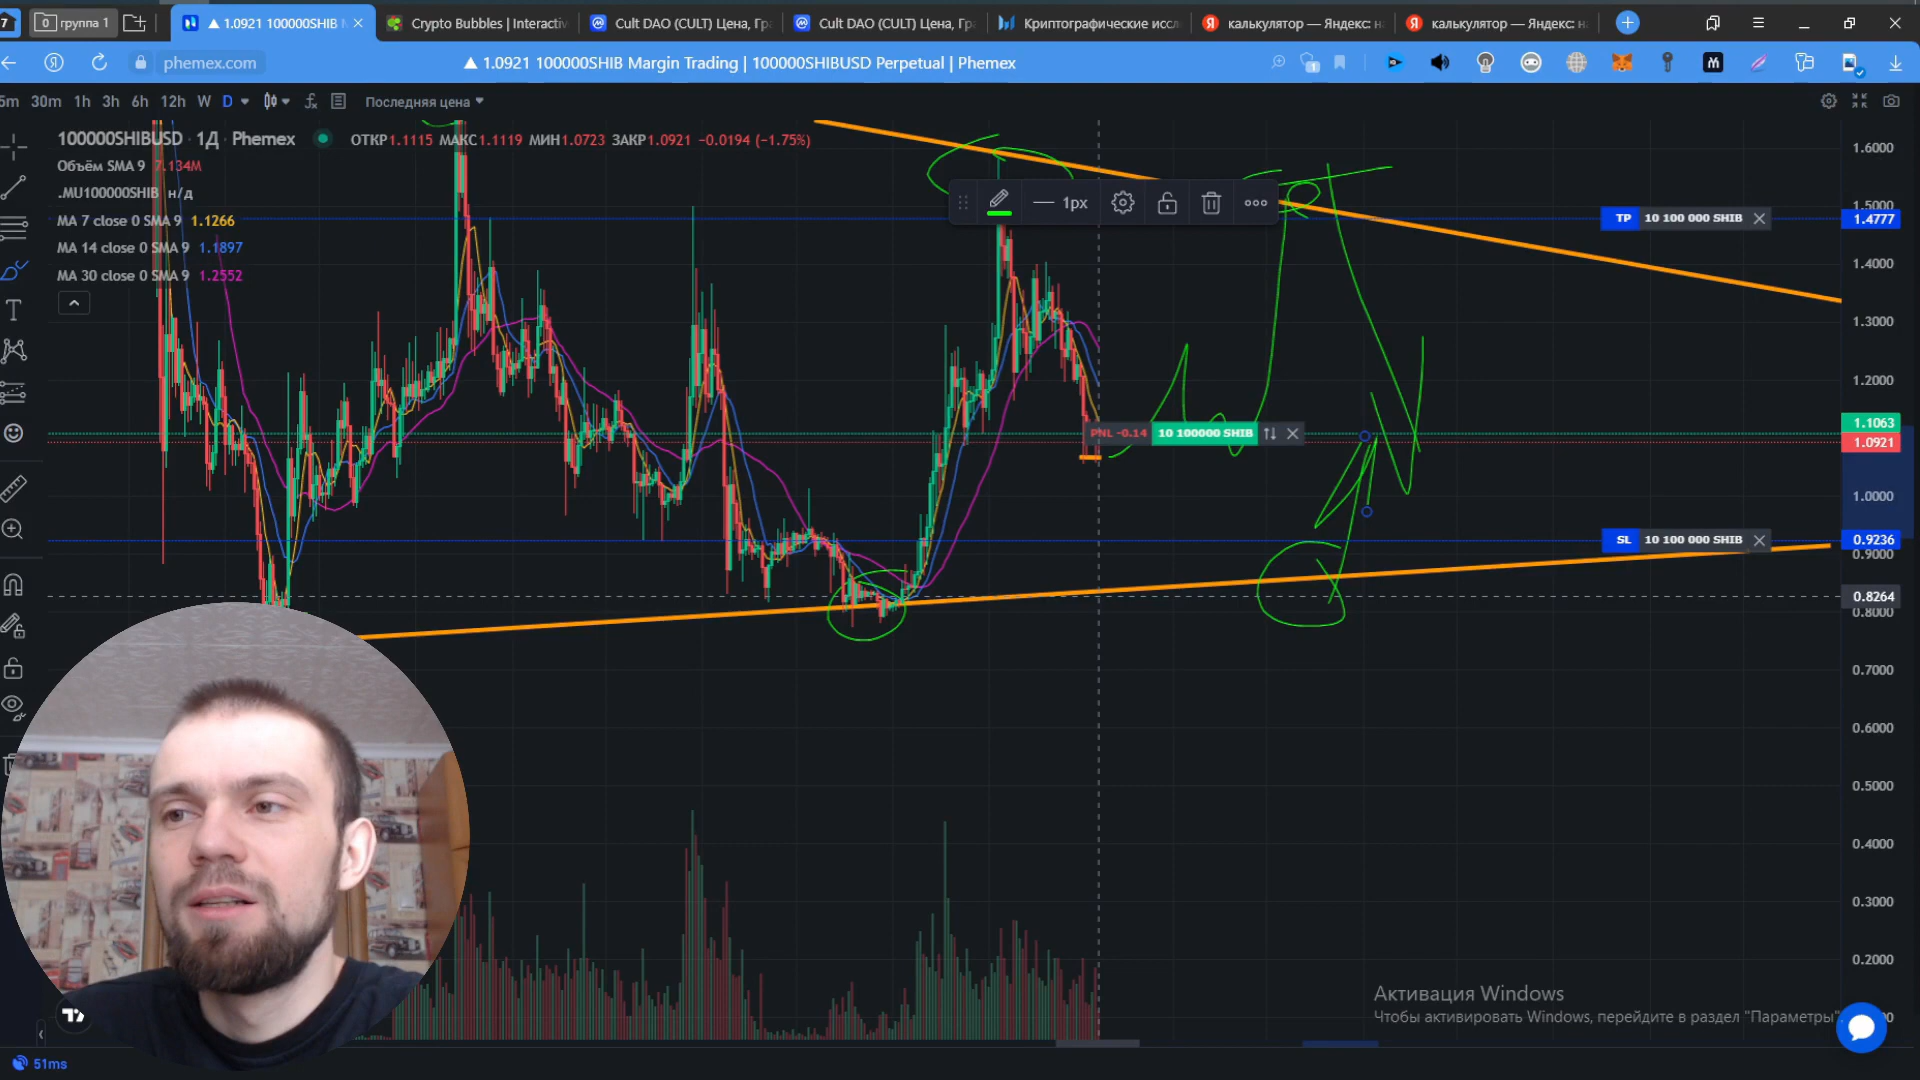 0 группа 1
▲ 1.0921 100000SHIB
Crypto Bubbles | Interactiv
Cult DAO (CULT) Цена, Гра
Cult DAO (CULT) Цена, Гра
Криптографические иссл
калькулятор — Яндекс: на
калькулятор — Яндекс: на
phemex.com
▲ 1.0921 100000SHIB Margin Trading | 100000SHIBUSD Perpetual | Phemex
5m 30m 1h 3h 6h 12h W D
Последняя цена
100000SHIBUSD · 1Д · Phemex
ОТКР1.1115 МАКС1.1119 МИН1.0723 ЗАКР1.0921 -0.0194 (-1.75%)
Объём SMA 9 7.134M
.MU100000SHIB н/д
MA 7 close 0 SMA 9 1.1266
MA 14 close 0 SMA 9 1.1897
MA 30 close 0 SMA 9 1.2552
1px
1.6000
1.5000
TP 10 100 000 SHIB
1.4777
1.4000
1.3000
1.2000
1.1063
PNL -0.14 10 100000 SHIB
1.0921
1.0000
SL 10 100 000 SHIB
0.9236
0.9000
0.8264
0.8000
0.7000
0.6000
0.5000
0.4000
0.3000
0.2000
Активация Windows
Чтобы активировать Windows, перейдите в раздел "Параметры"
51ms